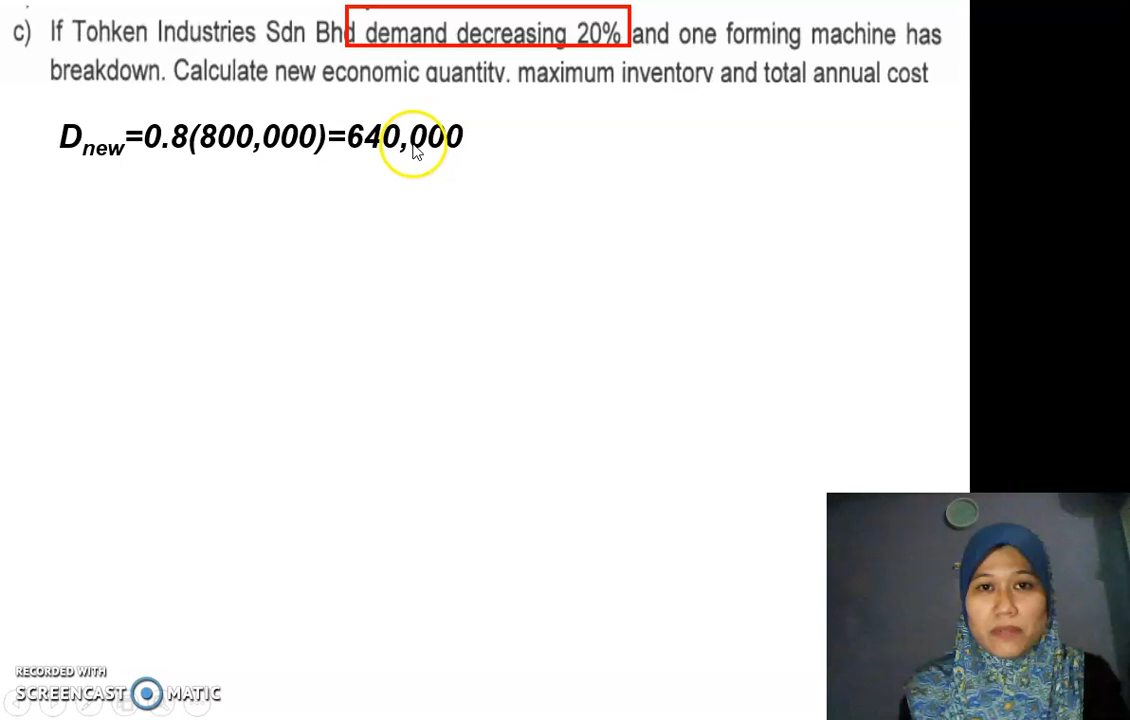 c) If Tohken Industries Sdn Bhd demand decreasing 20% and one forming machine has
breakdown. Calculate new economic quantity, maximum inventory and total annual cost
Dnew=0.8(800,000)=640,000
RECORDED WITH
SCREENCAST MATIC